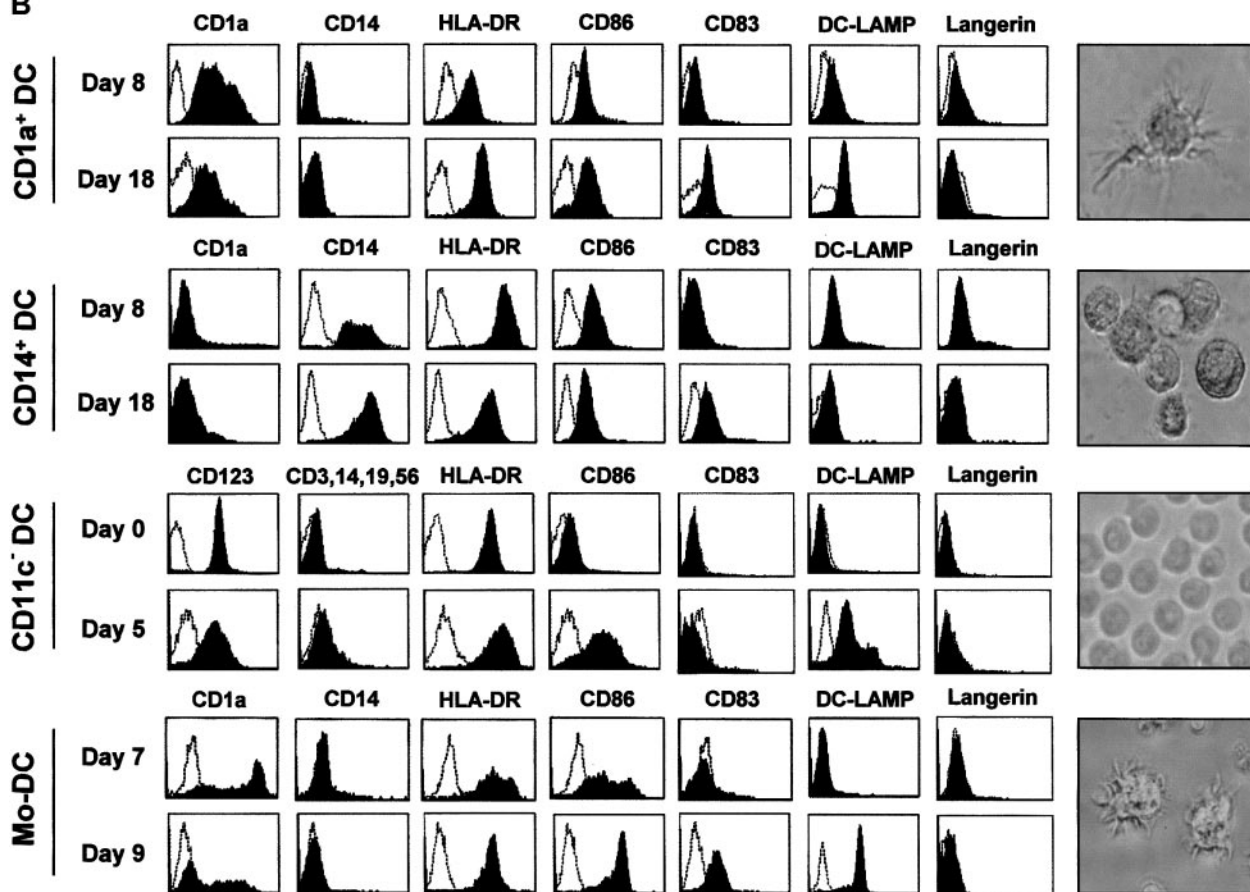 B
CD1a CD14 HLA-DR CD86 CD83 DC-LAMP Langerin
CD1a⁺ DC
Day 8
Day 18
CD1a CD14 HLA-DR CD86 CD83 DC-LAMP Langerin
CD14⁺ DC
Day 8
Day 18
CD123 CD3,14,19,56 HLA-DR CD86 CD83 DC-LAMP Langerin
CD11c⁻ DC
Day 0
Day 5
CD1a CD14 HLA-DR CD86 CD83 DC-LAMP Langerin
Mo-DC
Day 7
Day 9